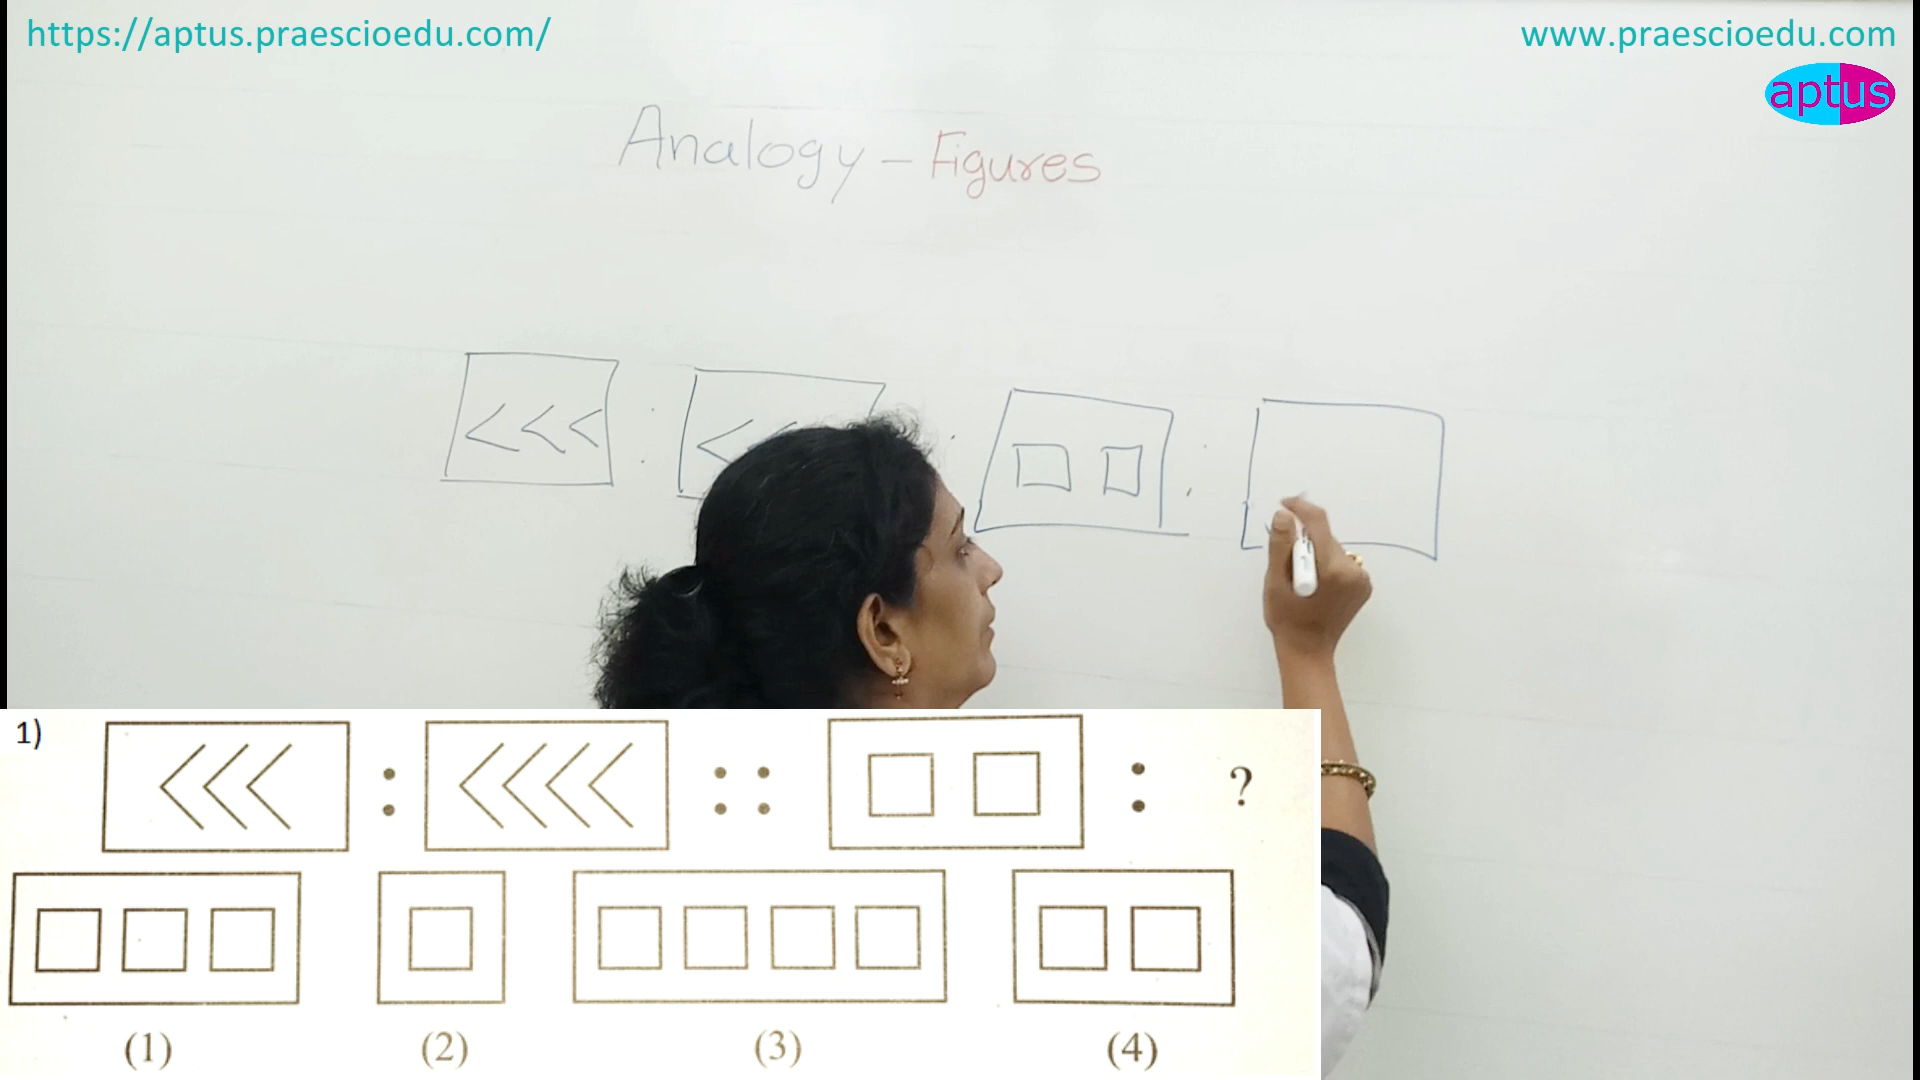 https://aptus.praescioedu.com/
www.praescioedu.com
aptus
Analogy - Figures
1)
: :: : ?
(1) (2) (3) (4)